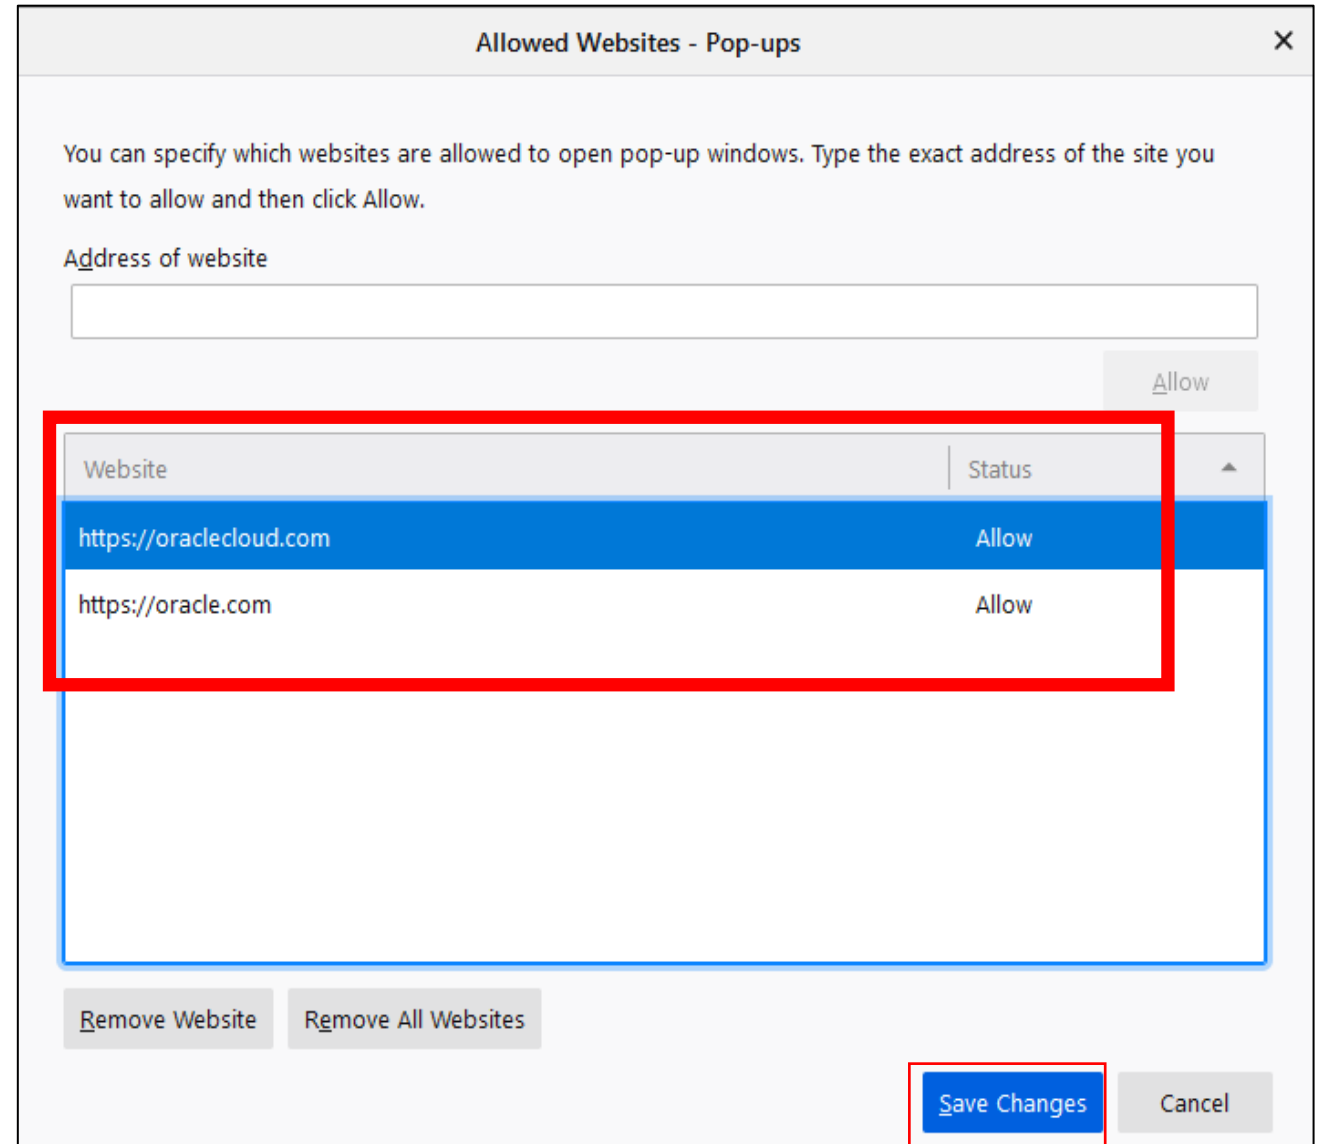 Allowed Websites - Pop-ups
You can specify which websites are allowed to open pop-up windows. Type the exact address of the site you
want to allow and then click Allow.
Address of website
Allow
Website Status
https://oraclecloud.com Allow
https://oracle.com Allow
Remove Website Remove All Websites
Save Changes Cancel